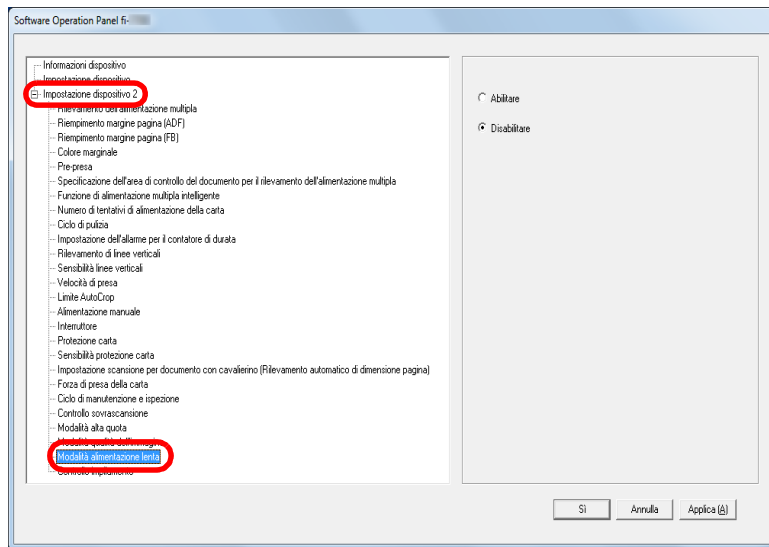 Software Operation Panel fi-
Informazioni dispositivo
Impostazione dispositivo
Impostazione dispositivo 2
Rilevamento dell'alimentazione multipla
Riempimento margine pagina (ADF)
Riempimento margine pagina (FB)
Colore marginale
Pre-presa
Specificazione dell'area di controllo del documento per il rilevamento dell'alimentazione multipla
Funzione di alimentazione multipla intelligente
Numero di tentativi di alimentazione della carta
Ciclo di pulizia
Impostazione dell'allarme per il contatore di durata
Rilevamento di linee verticali
Sensibilità linee verticali
Velocità di presa
Limite AutoCrop
Alimentazione manuale
Interruttore
Protezione carta
Sensibilità protezione carta
Impostazione scansione per documento con cavalierino (Rilevamento automatico di dimensione pagina)
Forza di presa della carta
Ciclo di manutenzione e ispezione
Controllo sovrascansione
Modalità alta quota
Modalità qualità dell'immagine
Modalità alimentazione lenta
Controllo impilamento
Abilitare
Disabilitare
Sì
Annulla
Applica (A)